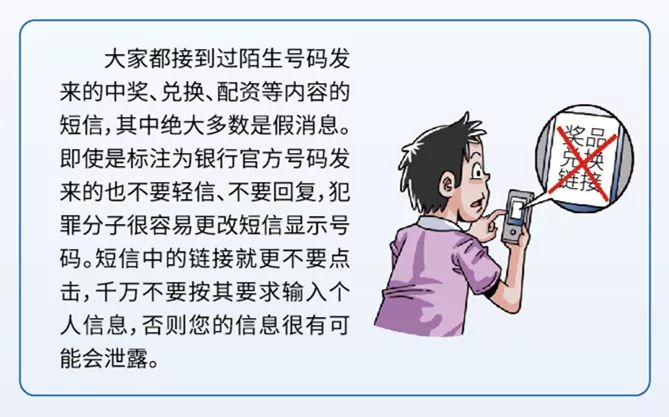 大家都接到过陌生号码发
来的中奖、兑换、配资等内容的
短信,其中绝大多数是假消息。
即使是标注为银行官方号码发
来的也不要轻信、不要回复,犯
罪分子很容易更改短信显示号
码。短信中的链接就更不要点
击,千万不要按其要求输入个
人信息,否则您的信息很有可
能会泄露。
奖品
兑换
链接